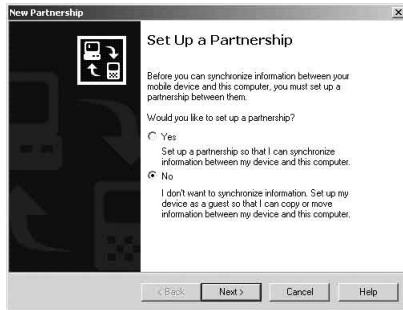 New Partnership
Set Up a Partnership
Before you can synchronize information between your
mobile device and this computer, you must set up a
partnership between them.
Would you like to set up a partnership?
Yes
Set up a partnership so that I can synchronize
information between my device and this computer.
No
I don't want to synchronize information. Set up my
device as a guest so that I can copy or move
information between my device and this computer.
< Back
Next >
Cancel
Help